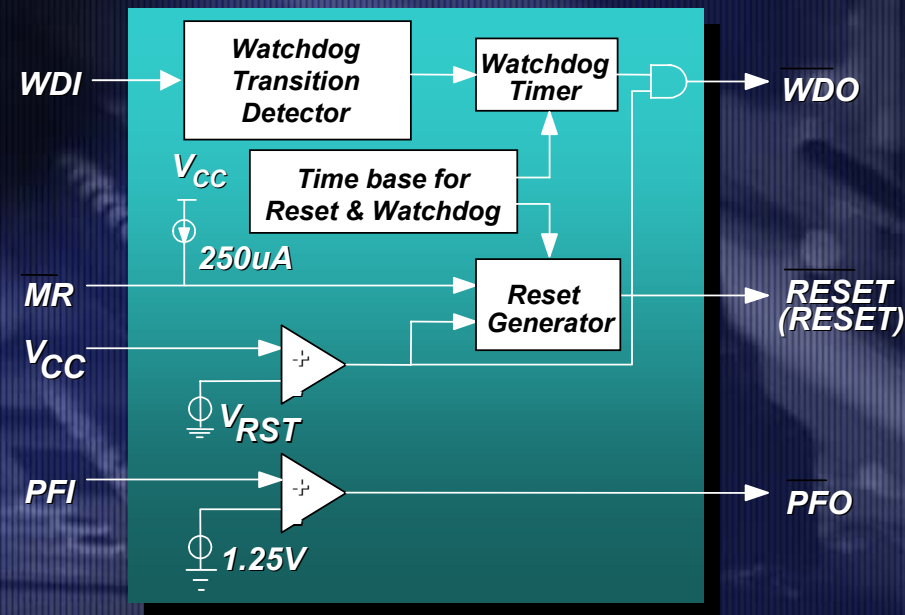 Watchdog
Transition
Detector
Watchdog
Timer
WDI
WDO
VCC
Time base for
Reset & Watchdog
250uA
MR
Reset
Generator
RESET
(RESET)
VCC
+
-
VRST
PFI
+
-
PFO
1.25V